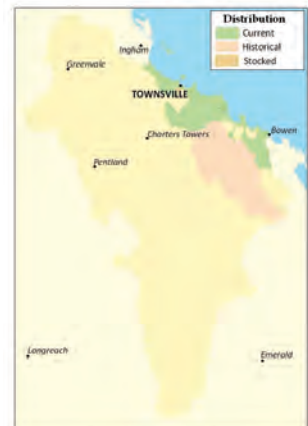 Distribution
Current
Historical
Stocked
Ingham
Greenvale
TOWNSVILLE
Bowen
Charters Towers
Pentland
Longreach
Emerald